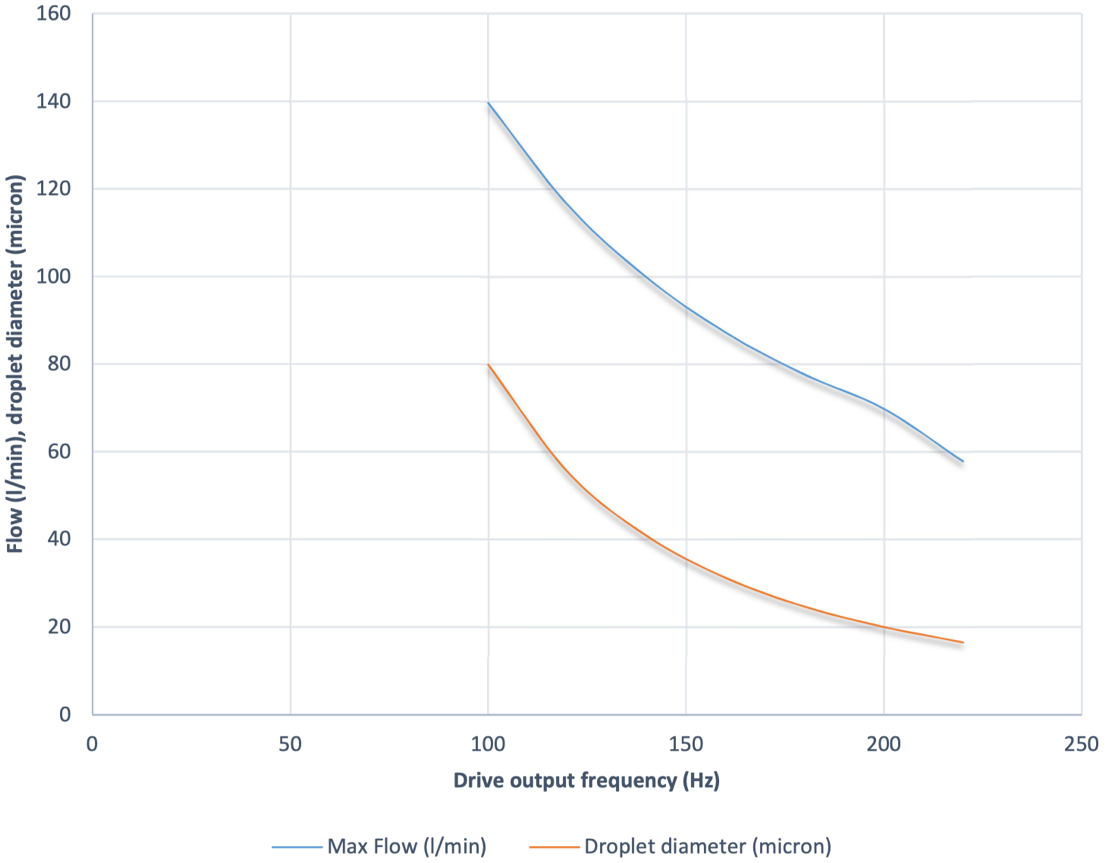 160
140
120
100
80
60
40
20
0
Flow (l/min), droplet diameter (micron)
0 50 100 150 200 250
Drive output frequency (Hz)
Max Flow (l/min) Droplet diameter (micron)